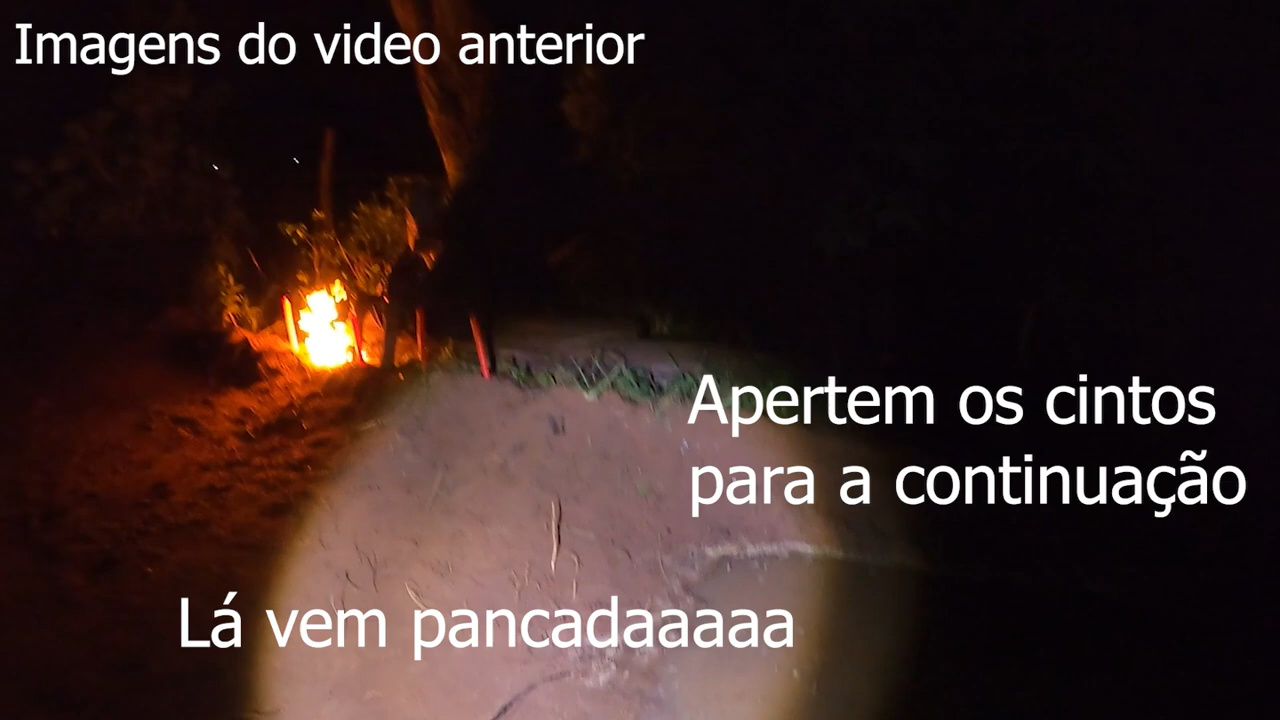 Imagens do video anterior
Apertem os cintos
para a continuação
Lá vem pancadaaaaa